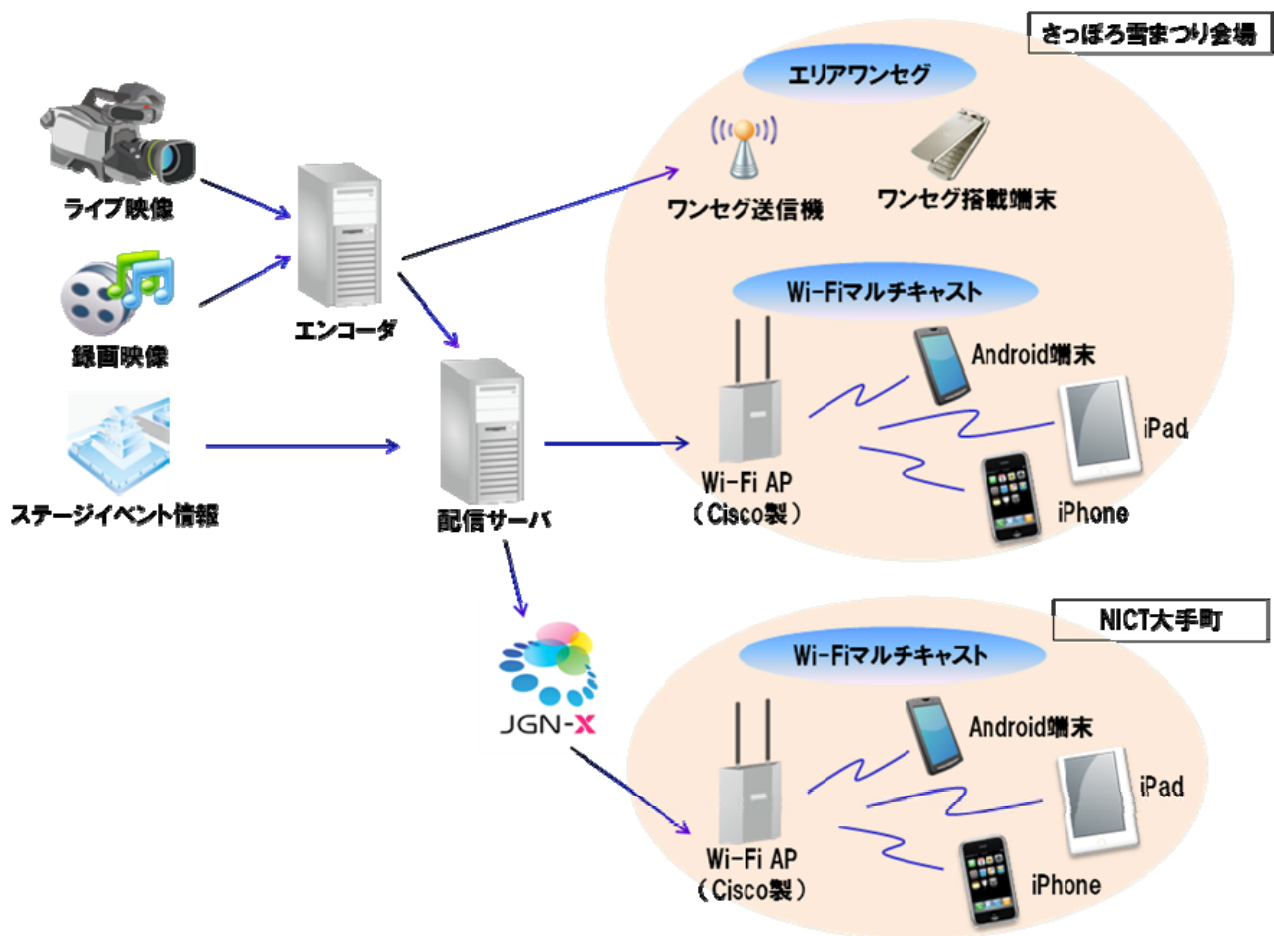 さっぽろ雪まつり会場
エリアワンセグ
ライブ映像
ワンセグ送信機
ワンセグ搭載端末
Wi-Fiマルチキャスト
録画映像
エンコーダ
Android端末
iPad
Wi-Fi AP
(Cisco製)
iPhone
ステージイベント情報
配信サーバ
NICT大手町
Wi-Fiマルチキャスト
JGN-X
Android端末
iPad
Wi-Fi AP
(Cisco製)
iPhone